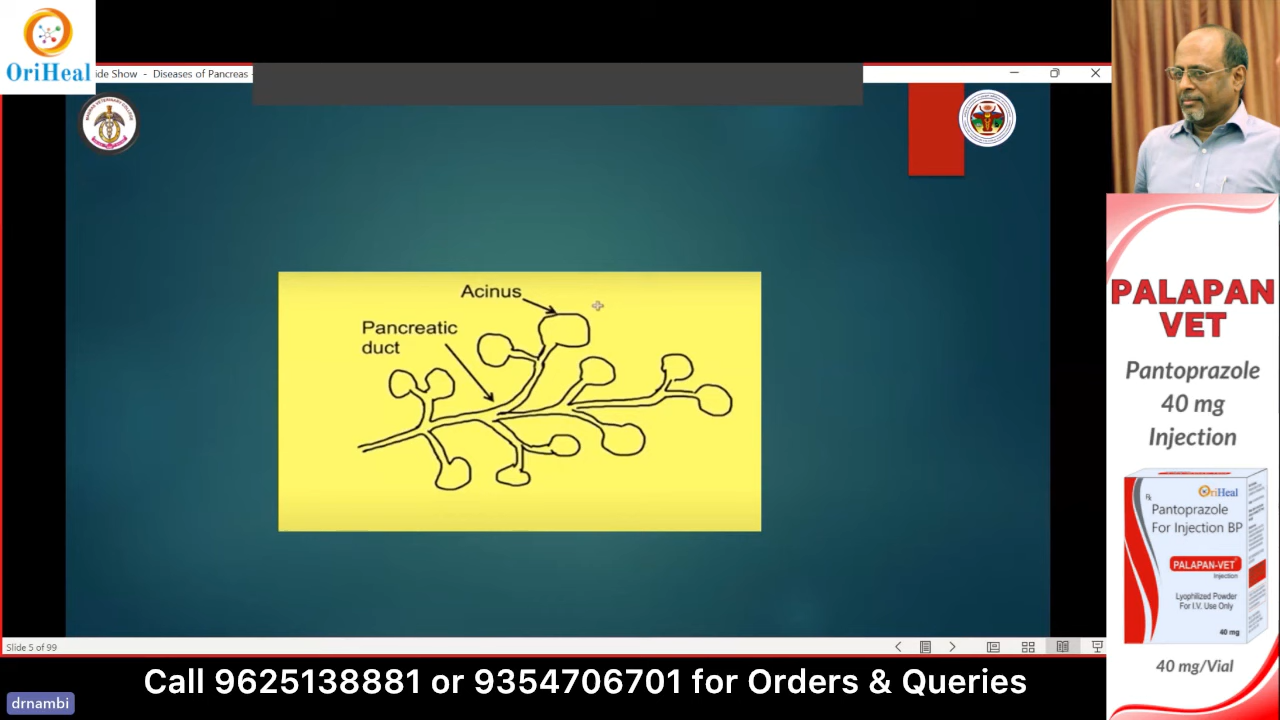 OriHeal
ide Show - Diseases of Pancreas -
Acinus
Pancreatic
duct
Slide 5 of 99
PALAPAN
VET
Pantoprazole
40 mg
Injection
OriHeal
Pantoprazole
For Injection BP
PALAPAN-VET
Injection
Lyophilized Powder
For I.V. Use Only
40 mg
40 mg/Vial
Call 9625138881 or 9354706701 for Orders & Queries
drnambi